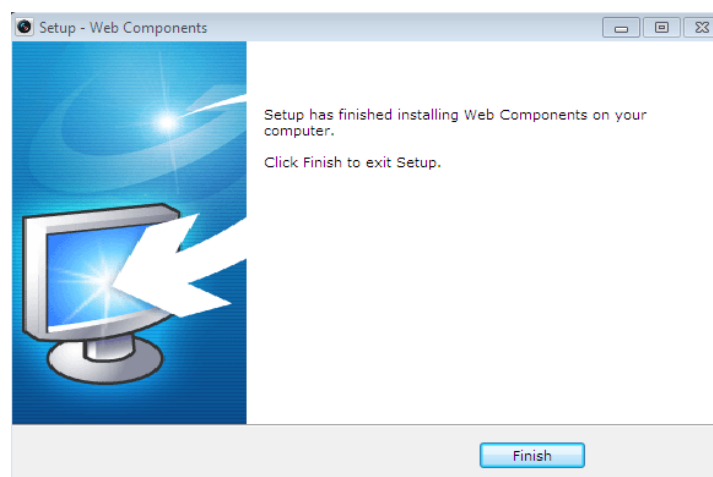 Setup - Web Components
Setup has finished installing Web Components on your
computer.
Click Finish to exit Setup.
Finish